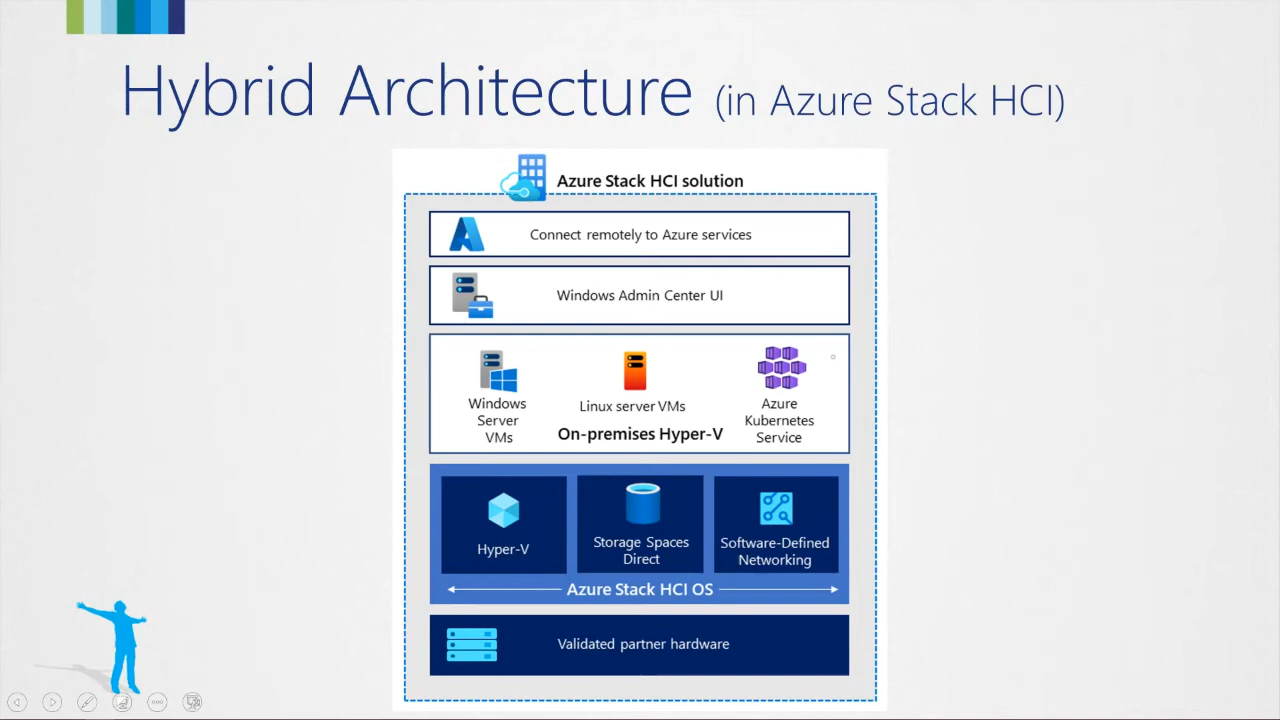 Hybrid Architecture (in Azure Stack HCI)
Azure Stack HCI solution
Connect remotely to Azure services
Windows Admin Center UI
Windows
Server
VMs
Linux server VMs
Azure
Kubernetes
Service
On-premises Hyper-V
Hyper-V
Storage Spaces
Direct
Software-Defined
Networking
Azure Stack HCI OS
Validated partner hardware